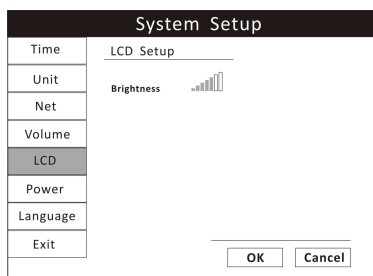 System Setup
Time
Unit
Net
Volume
LCD
Power
Language
Exit
LCD Setup
Brightness
OK
Cancel